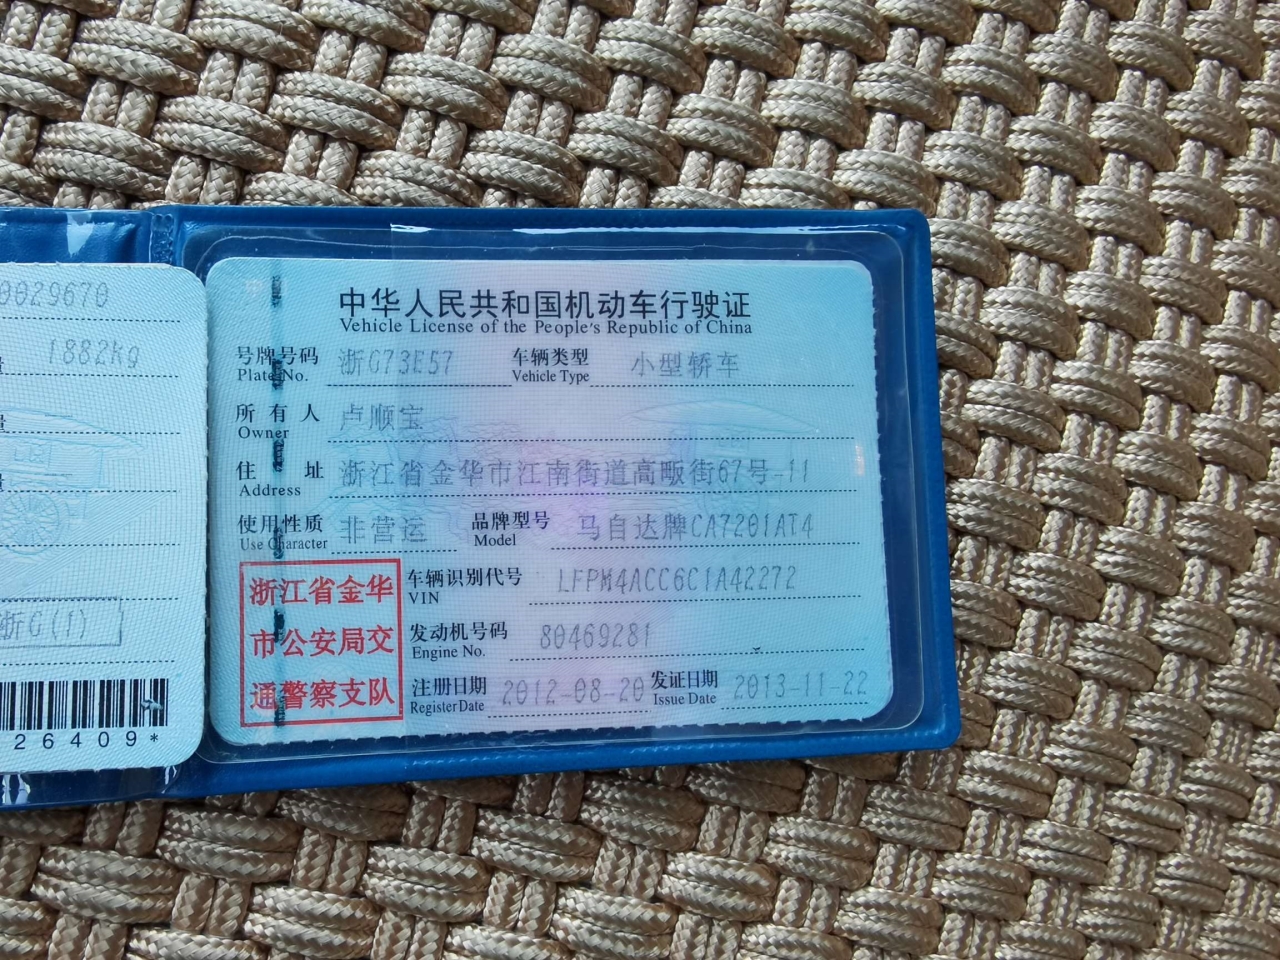 0029670
1882kg
浙G(1)
26409*
中华人民共和国机动车行驶证
Vehicle License of the People's Republic of China
号牌号码 浙G73E57 车辆类型 小型轿车
Plate No. Vehicle Type
所有人 卢顺宝
Owner
住址 浙江省金华市江南街道高畈街67号-11
Address
使用性质 非营运 品牌型号 马自达牌CA7201AT4
Use Character Model
浙江省金华
市公安局交
通警察支队
车辆识别代号 LFPM4ACC6C1A42272
VIN
发动机号码 80469281
Engine No.
注册日期 2012-08-20 发证日期 2013-11-22
Register Date Issue Date